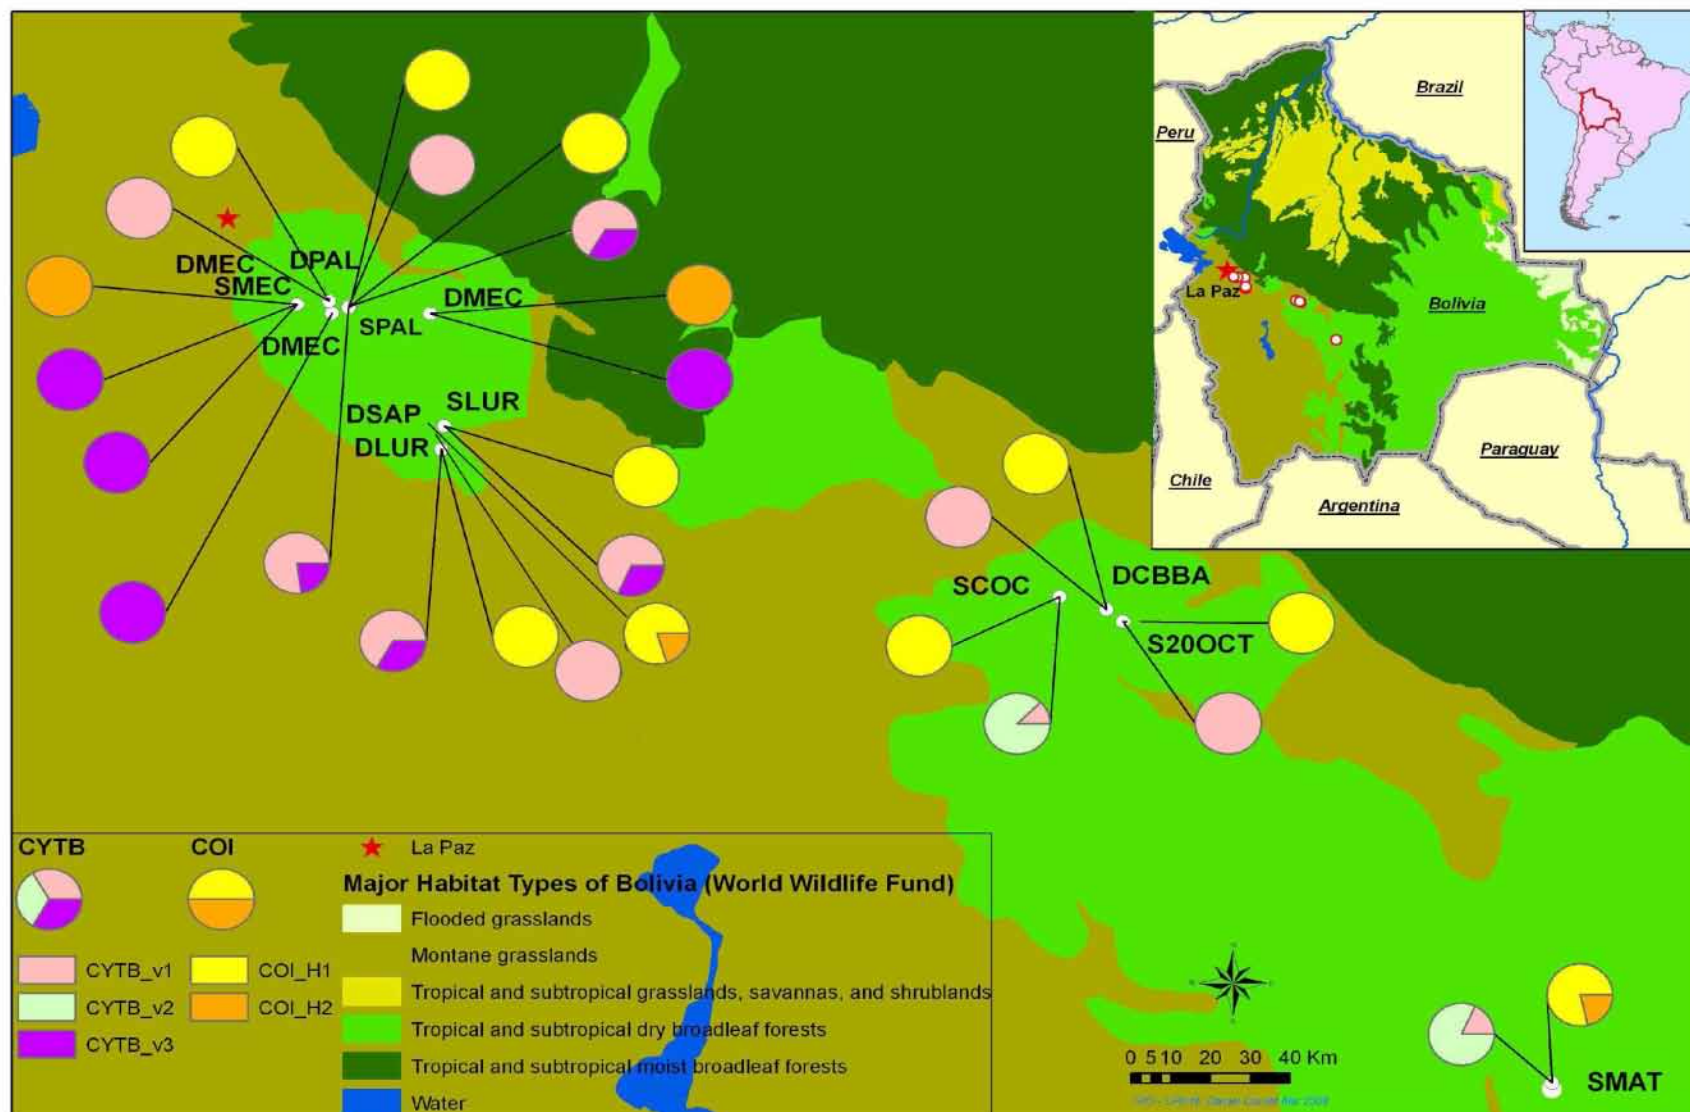 Brazil
Peru
La Paz
Bolivia
Paraguay
Chile
Argentina
DMEC
DPAL
SMEC
DMEC
SPAL
DMEC
SLUR
DSAP
DLUR
SCOC
DCBBA
S20OCT
SMAT
CYTB
COI
La Paz
Major Habitat Types of Bolivia (World Wildlife Fund)
Flooded grasslands
Montane grasslands
Tropical and subtropical grasslands, savannas, and shrublands
Tropical and subtropical dry broadleaf forests
Tropical and subtropical moist broadleaf forests
Water
CYTB_v1
CYTB_v2
CYTB_v3
COI_H1
COI_H2
0 5 10 20 30 40 Km